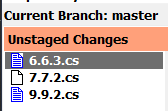 Current Branch: master
Unstaged Changes
6.6.3.cs
7.7.2.cs
9.9.2.cs